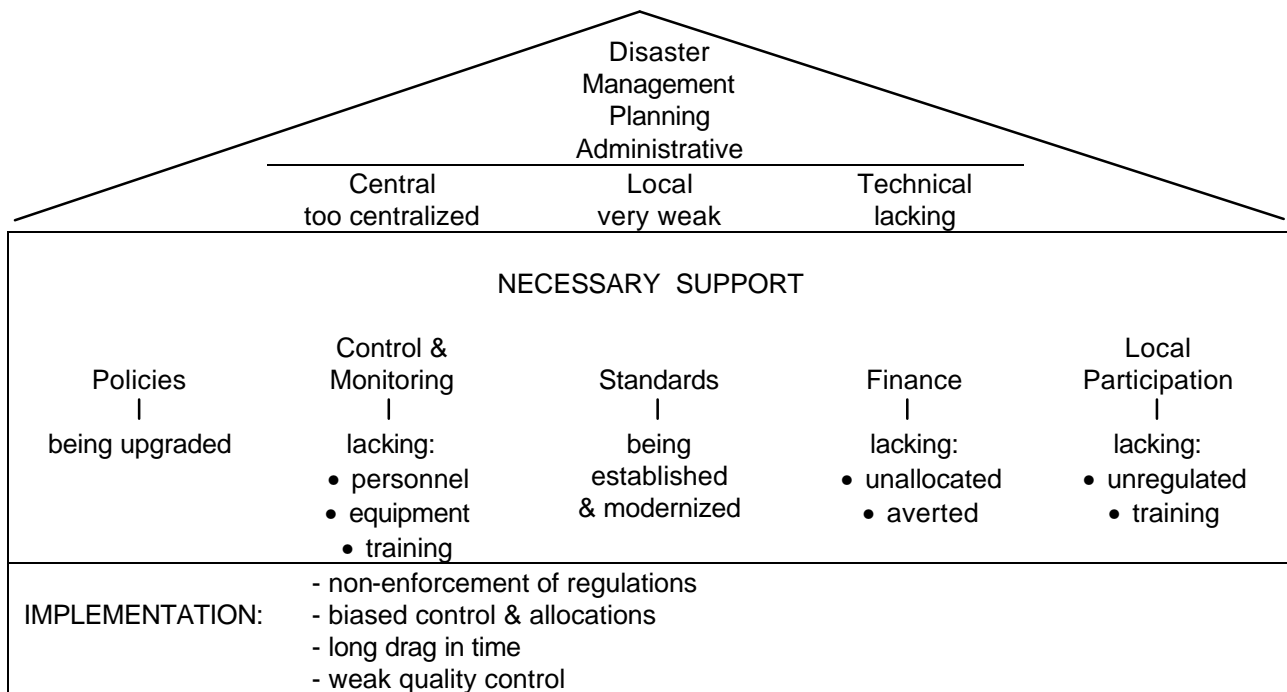 Disaster
Management
Planning
Administrative
Central
too centralized
Local
very weak
Technical
lacking
NECESSARY SUPPORT
Policies
being upgraded
Control &
Monitoring
lacking:
• personnel
• equipment
• training
Standards
being
established
& modernized
Finance
lacking:
• unallocated
• averted
Local
Participation
lacking:
• unregulated
• training
IMPLEMENTATION:
- non-enforcement of regulations
- biased control & allocations
- long drag in time
- weak quality control